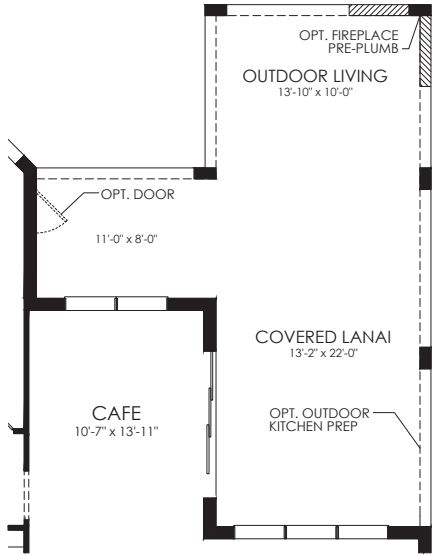 OPT. FIREPLACE
PRE-PLUMB
OUTDOOR LIVING
13'-10" x 10'-0"
OPT. DOOR
11'-0" x 8'-0"
COVERED LANAI
13'-2" x 22'-0"
CAFE
10'-7" x 13'-11"
OPT. OUTDOOR
KITCHEN PREP